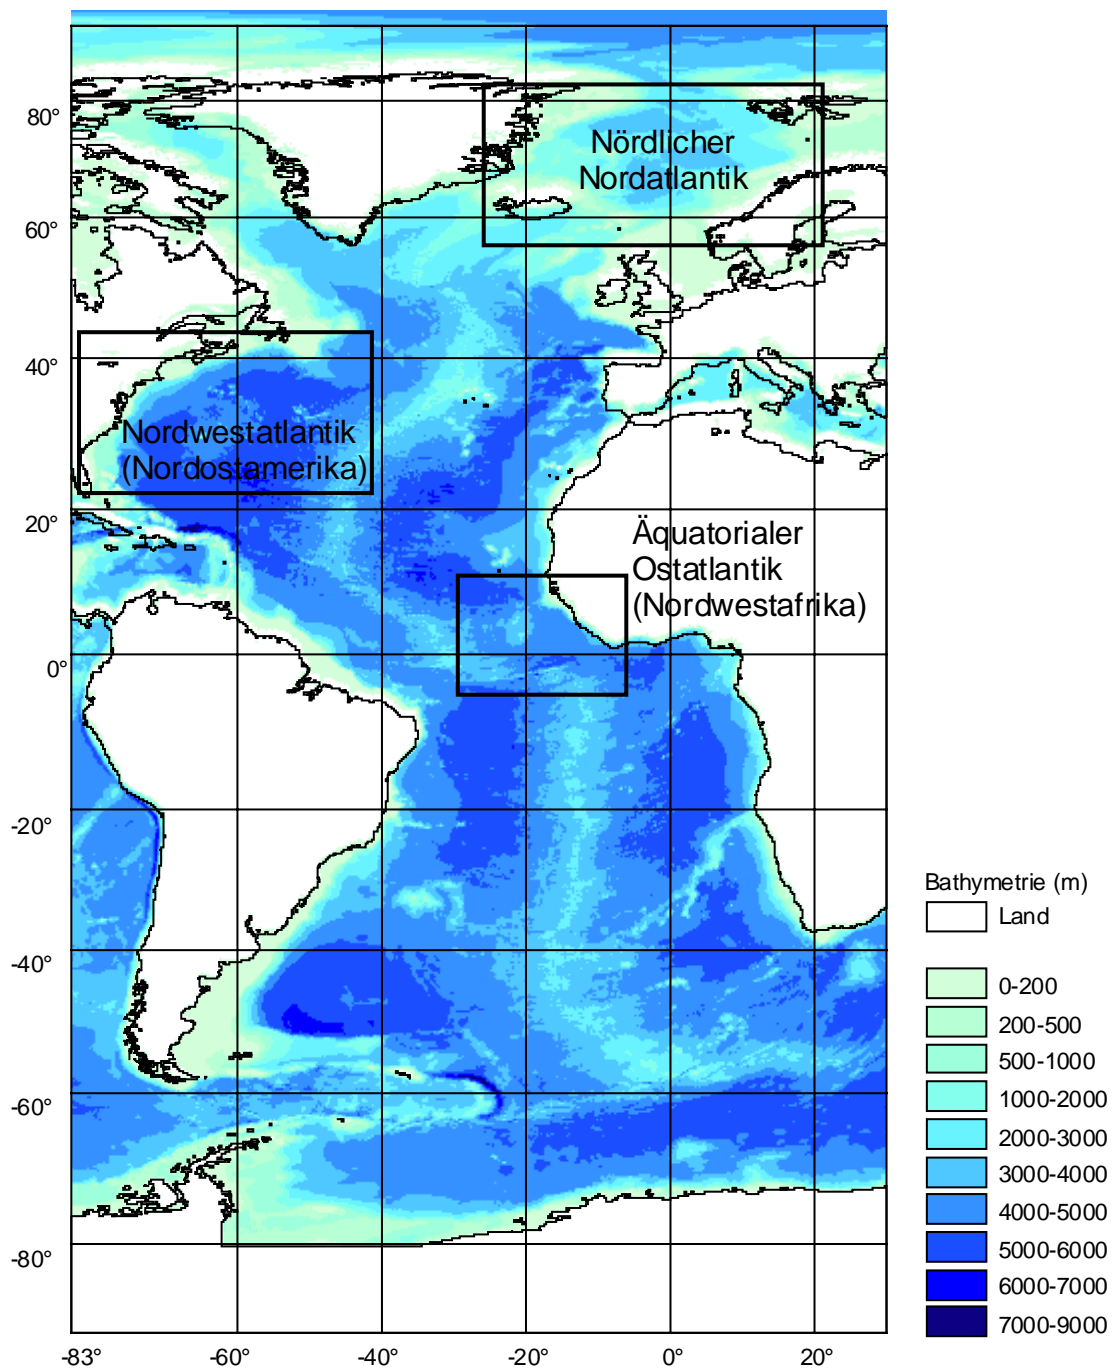 80°
Nördlicher
Nordatlantik
60°
40°
Nordwestatlantik
(Nordostamerika)
20°
Äquatorialer
Ostatlantik
(Nordwestafrika)
0°
-20°
-40°
-60°
-80°
-83°
-60°
-40°
-20°
0°
20°
Bathymetrie (m)
Land
0-200
200-500
500-1000
1000-2000
2000-3000
3000-4000
4000-5000
5000-6000
6000-7000
7000-9000